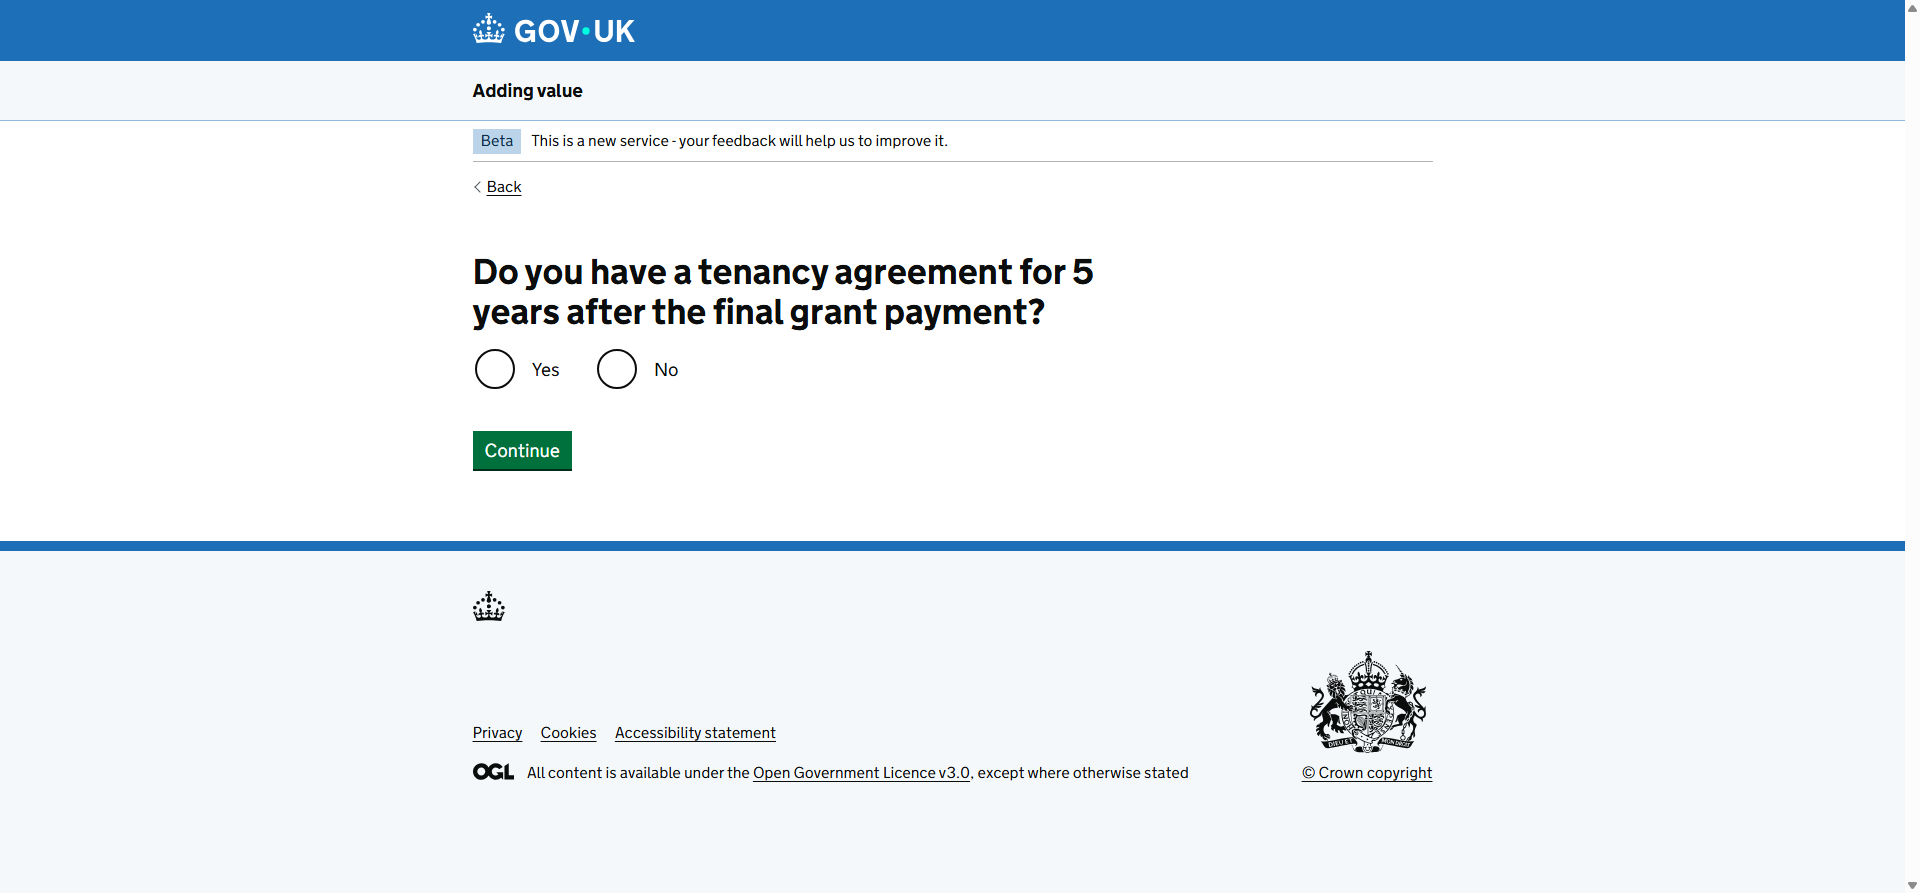 GOV·UK
Adding value
Beta This is a new service - your feedback will help us to improve it.
Back
Do you have a tenancy agreement for 5
years after the final grant payment?
Yes No
Continue
Privacy Cookies Accessibility statement
OGL All content is available under the Open Government Licence v3.0, except where otherwise stated
© Crown copyright